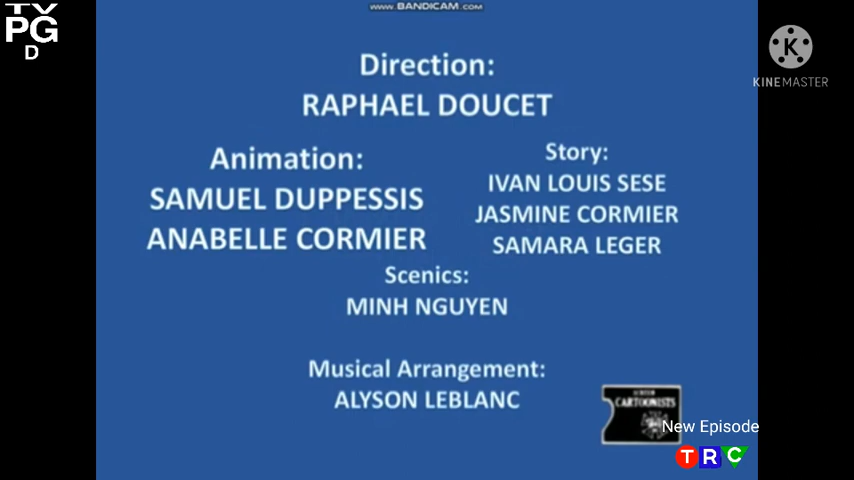 www.BANDICAM.com
TV
PG
D
K
KINEMASTER
Direction:
RAPHAEL DOUCET
Animation:
SAMUEL DUPPESSIS
ANABELLE CORMIER
Story:
IVAN LOUIS SESE
JASMINE CORMIER
SAMARA LEGER
Scenics:
MINH NGUYEN
Musical Arrangement:
ALYSON LEBLANC
CARTOONISTS
New Episode
TRC